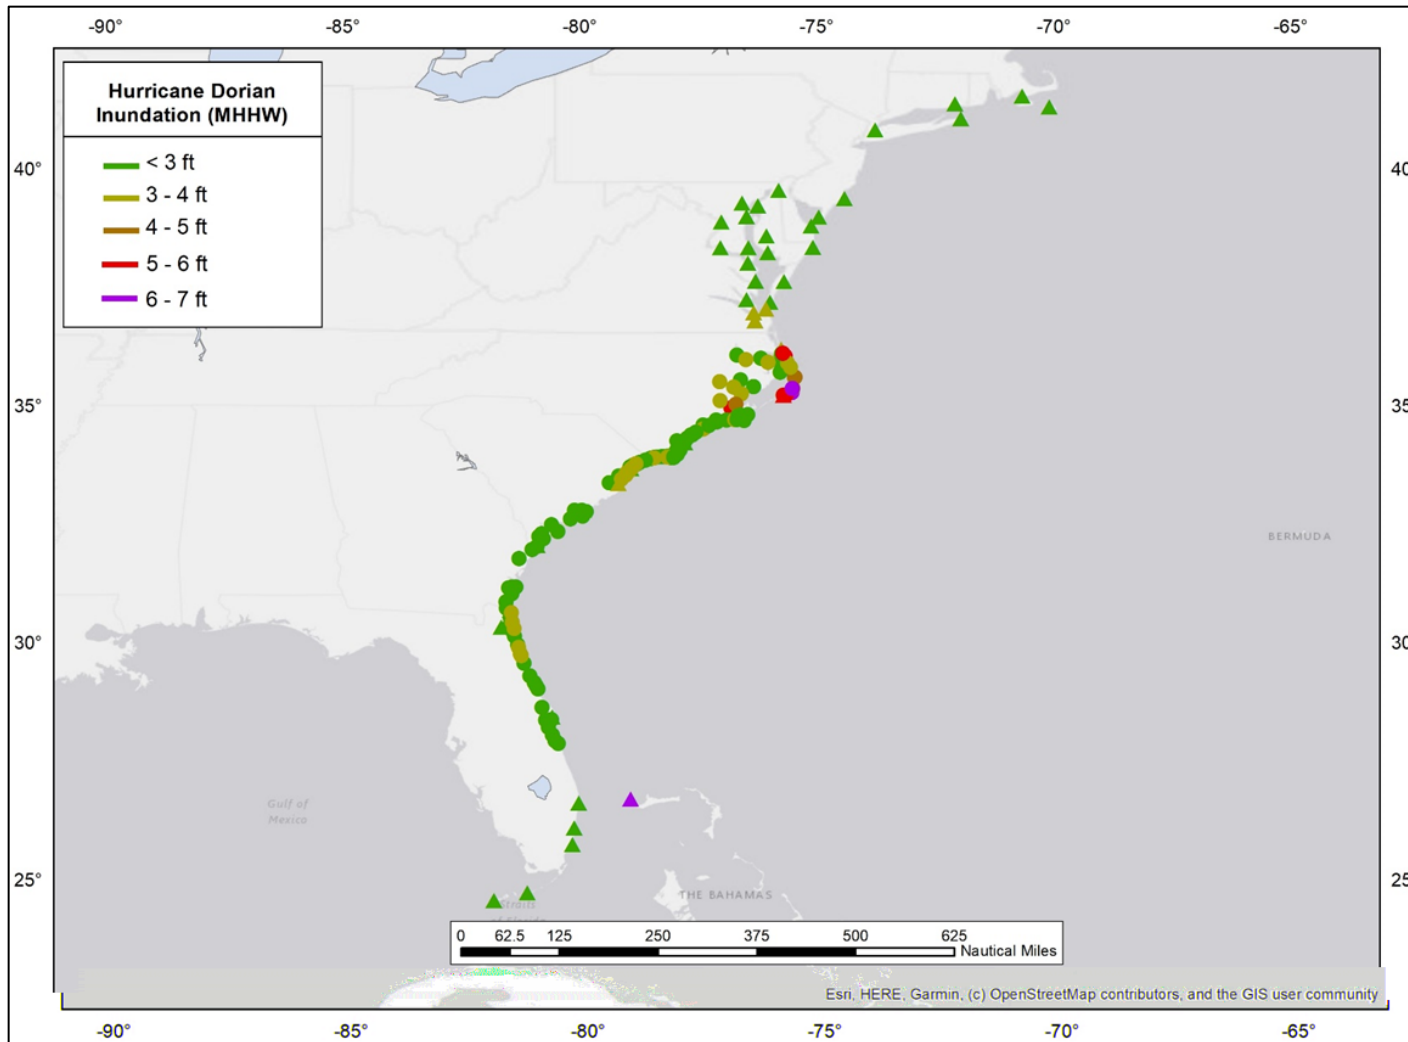 -90° -85° -80° -75° -70° -65°
Hurricane Dorian
Inundation (MHHW)
< 3 ft
3 - 4 ft
4 - 5 ft
5 - 6 ft
6 - 7 ft
40° 40
35° 35
BERMUDA
30° 30
Gulf of
Mexico
25° 25
THE BAHAMAS
Straits
of Florida
0 62.5 125 250 375 500 625
Nautical Miles
Esri, HERE, Garmin, (c) OpenStreetMap contributors, and the GIS user community
-90° -85° -80° -75° -70° -65°